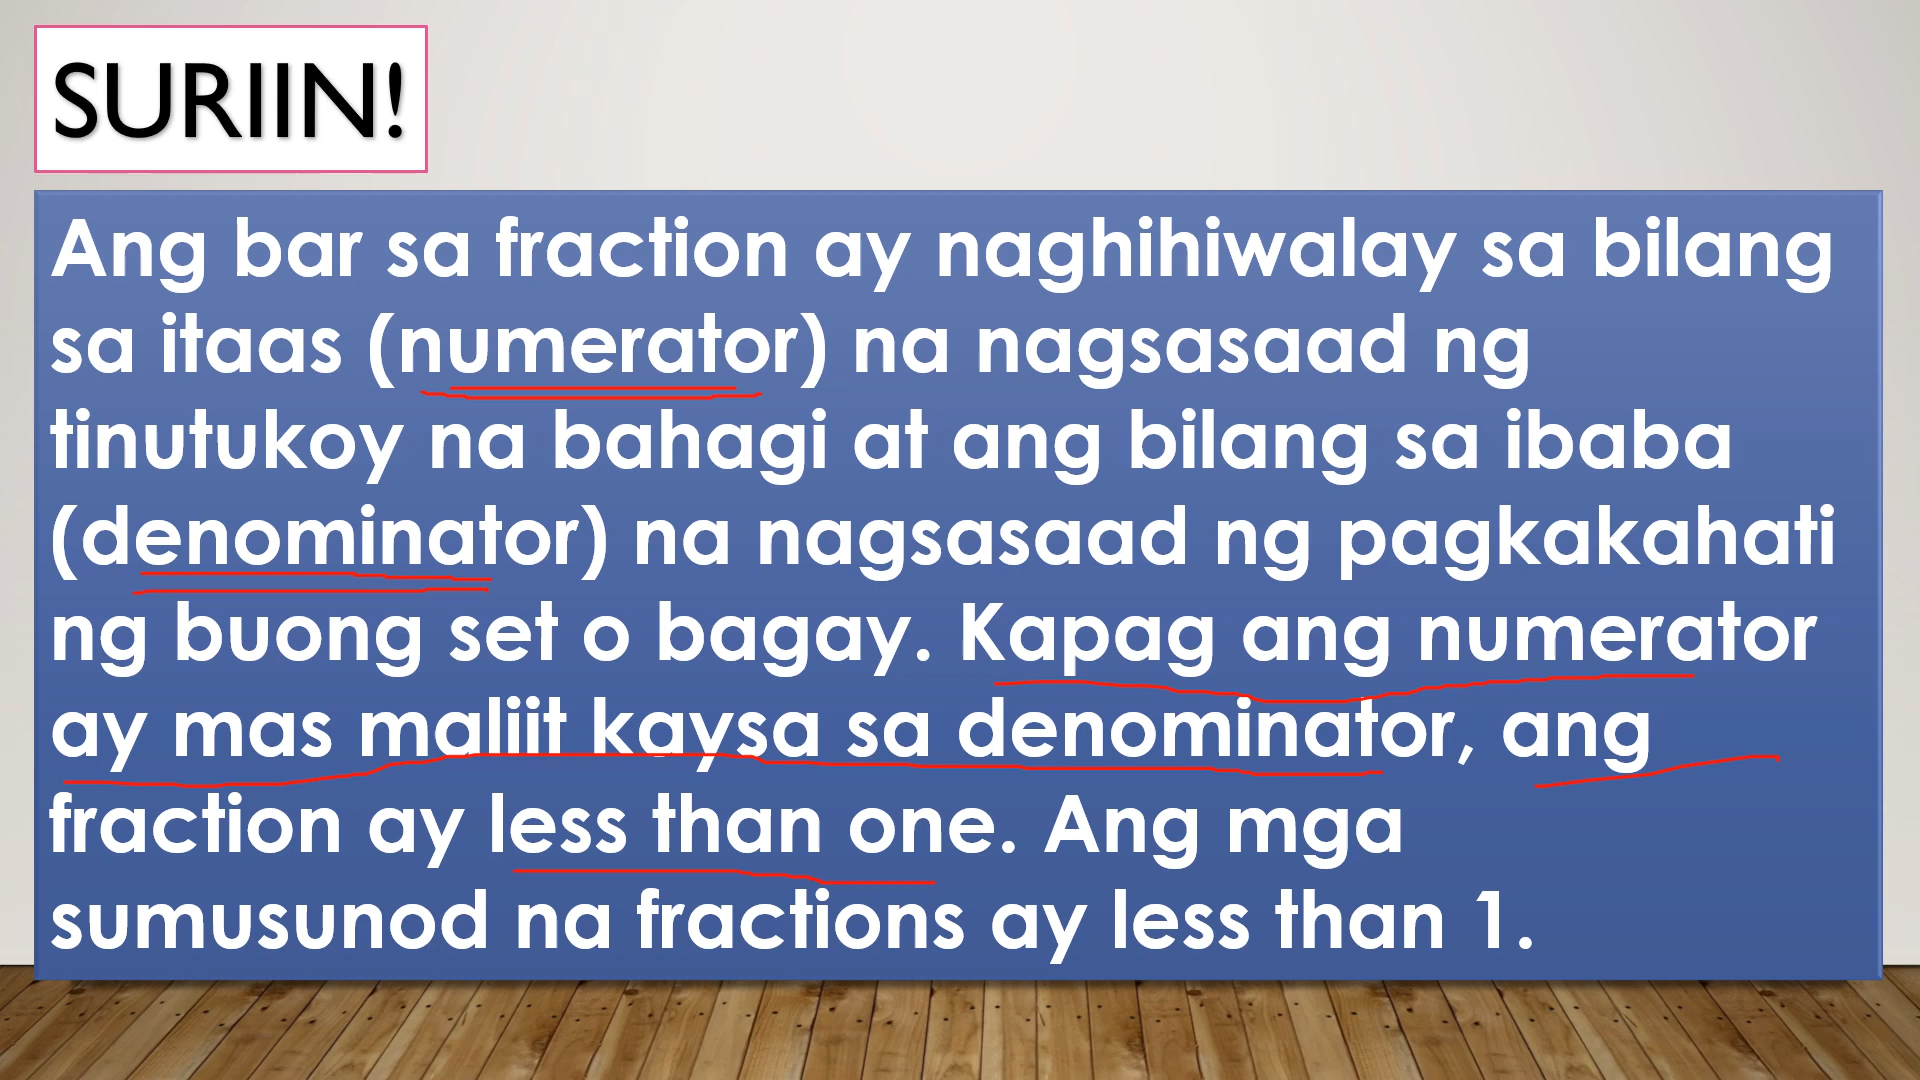 SURIIN!
Ang bar sa fraction ay naghihiwalay sa bilang
sa itaas (numerator) na nagsasaad ng
tinutukoy na bahagi at ang bilang sa ibaba
(denominator) na nagsasaad ng pagkakahati
ng buong set o bagay. Kapag ang numerator
ay mas maliit kaysa sa denominator, ang
fraction ay less than one. Ang mga
sumusunod na fractions ay less than 1.